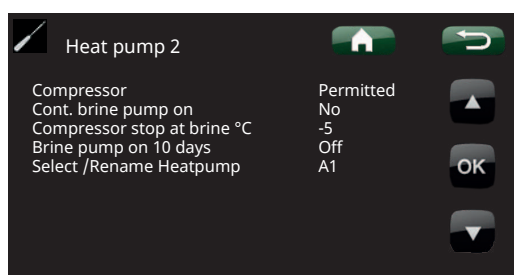 Heat pump 2
Compressor Permitted
Cont. brine pump on No
Compressor stop at brine °C -5
Brine pump on 10 days Off
Select /Rename Heatpump A1
OK